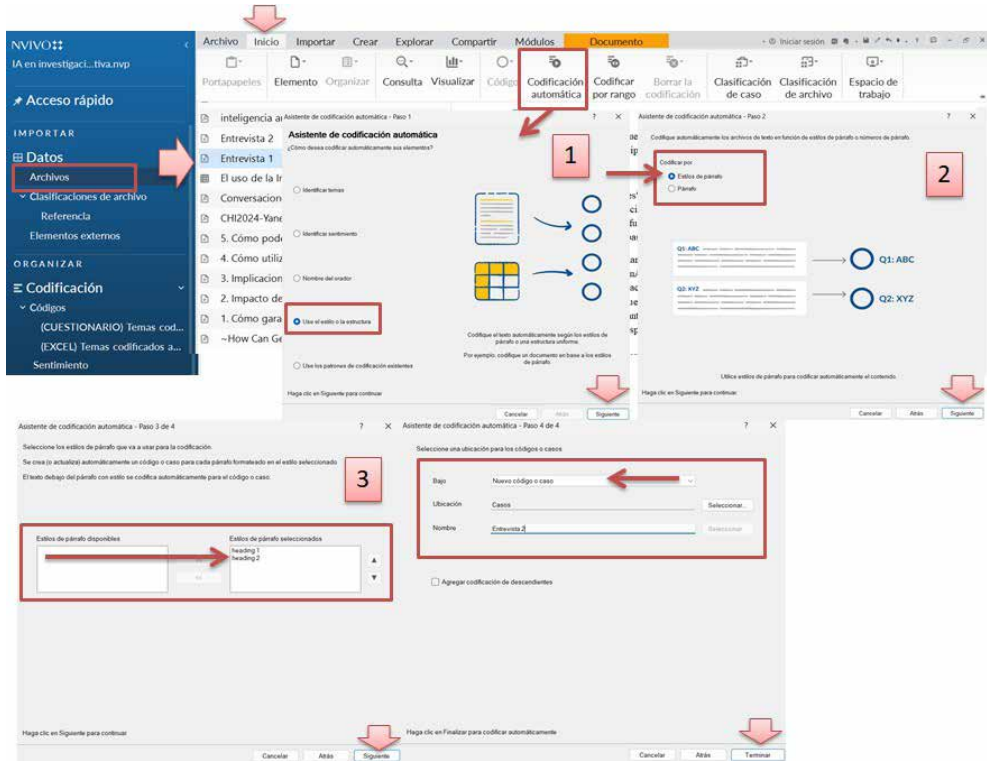 NVIVO
IA en investigaci...tiva.nvp
Acceso rápido
IMPORTAR
Datos
Archivos
Clasificaciones de archivo
Referencia
Elementos externos
ORGANIZAR
Codificación
Códigos
(CUESTIONARIO) Temas cod...
(EXCEL) Temas codificados a...
Sentimiento
Archivo Inicio Importar Crear Explorar Compartir Módulos Documento
Iniciar sesión
Portapapeles Elemento Organizar Consulta Visualizar Código Codificación automática Codificar por rango Borrar la codificación Clasificación de caso Clasificación de archivo Espacio de trabajo
inteligencia
Entrevista 2
Entrevista 1
El uso de la
Conversacion
CHI2024-Yane
5. Cómo pod
4. Cómo utiliz
3. Implicacion
2. Impacto de
1. Cómo gara
~How Can Ge
Asistente de codificación automática - Paso 1
Asistente de codificación automática
¿Cómo desea codificar automáticamente sus elementos?
1
Identificar temas
Identificar sentimiento
Nombre del orador
Use el estilo o la estructura
Use los patrones de codificación existentes
Codifique el texto automáticamente según los estilos de
párrafo o una estructura uniforme.
Por ejemplo, codifique un documento en base a los estilos
de párrafo.
Haga clic en Siguiente para continuar
Cancelar Atrás Siguiente
Asistente de codificación automática - Paso 2
Codifique automáticamente los archivos de texto en función de estilos de párrafo o números de párrafo.
Codificar por
Estilos de párrafo
Párrafo
2
Q1: ABC
Q1: ABC
Q2: XYZ
Q2: XYZ
Utilice estilos de párrafo para codificar automáticamente el contenido.
Haga clic en Siguiente para continuar
Cancelar Atrás Siguiente
Asistente de codificación automática - Paso 3 de 4
Seleccione los estilos de párrafo que va a usar para la codificación.
Se crea (o actualiza) automáticamente un código o caso para cada párrafo formateado en el estilo seleccionado
El texto debajo del párrafo con estilo se codifica automáticamente para el código o caso.
3
Estilos de párrafo disponibles
Estilos de párrafo seleccionados
heading 1
heading 2
Haga clic en Siguiente para continuar
Cancelar Atrás Siguiente
Asistente de codificación automática - Paso 4 de 4
Seleccione una ubicación para los códigos o casos
Bajo Nuevo código o caso
Ubicación Casos Seleccionar...
Nombre Entrevista 2 Seleccionar
Agregar codificación de descendientes
Haga clic en Finalizar para codificar automáticamente
Cancelar Atrás Terminar